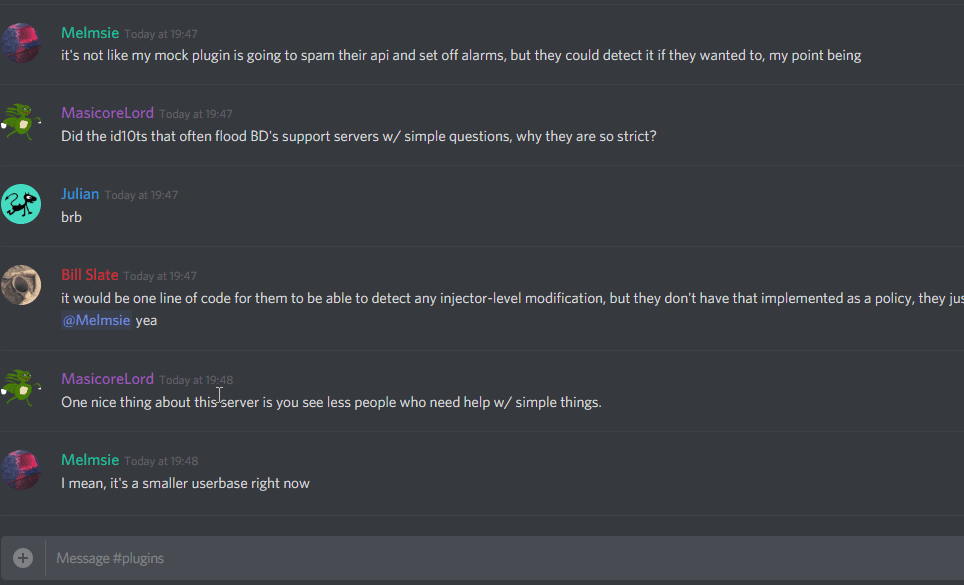 Melmsie Today at 19:47
it's not like my mock plugin is going to spam their api and set off alarms, but they could detect it if they wanted to, my point being
MasicoreLord Today at 19:47
Did the id10ts that often flood BD's support servers w/ simple questions, why they are so strict?
Julian Today at 19:47
brb
Bill Slate Today at 19:47
it would be one line of code for them to be able to detect any injector-level modification, but they don't have that implemented as a policy, they
@Melmsie yea
MasicoreLord Today at 19:48
One nice thing about this server is you see less people who need help w/ simple things.
Melmsie Today at 19:48
I mean, it's a smaller userbase right now
Message #plugins